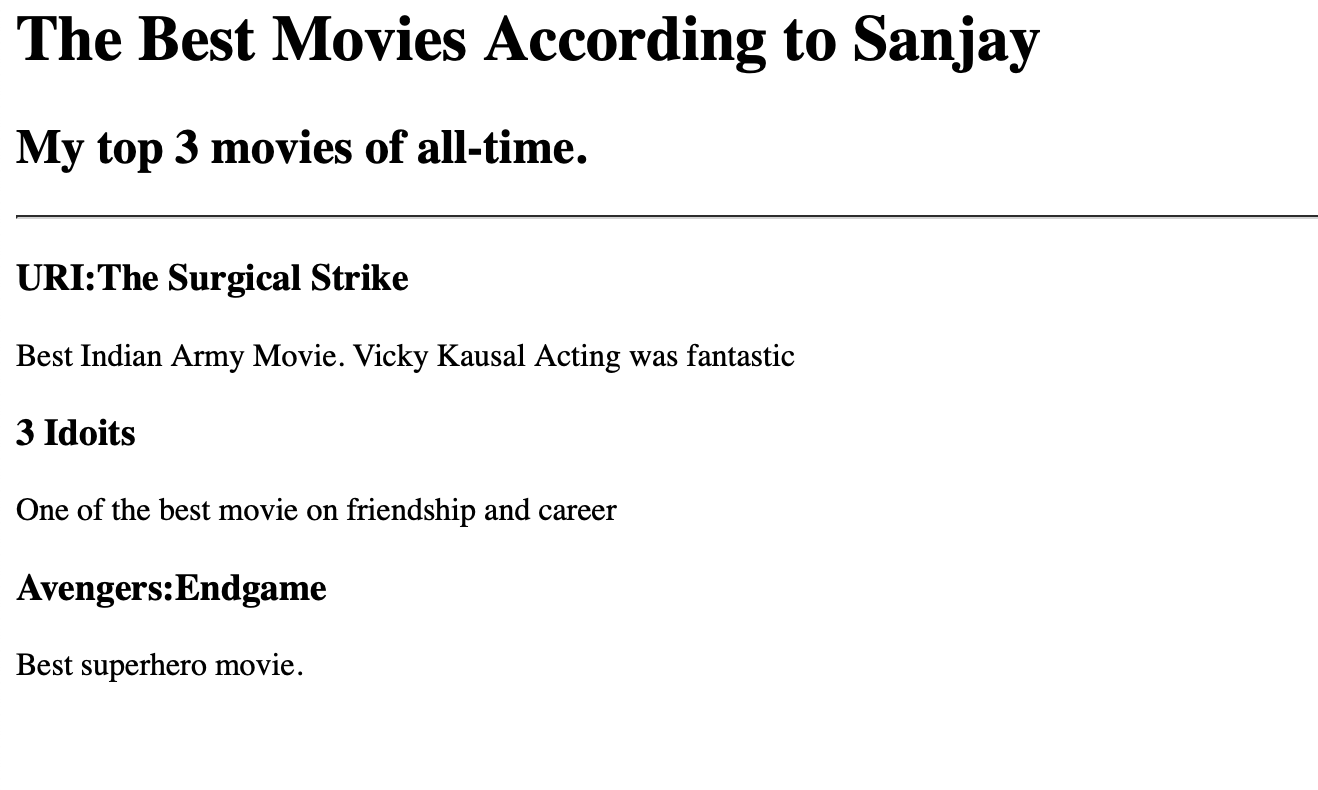 The Best Movies According to Sanjay
My top 3 movies of all-time.
URI:The Surgical Strike
Best Indian Army Movie. Vicky Kausal Acting was fantastic
3 Idoits
One of the best movie on friendship and career
Avengers:Endgame
Best superhero movie.